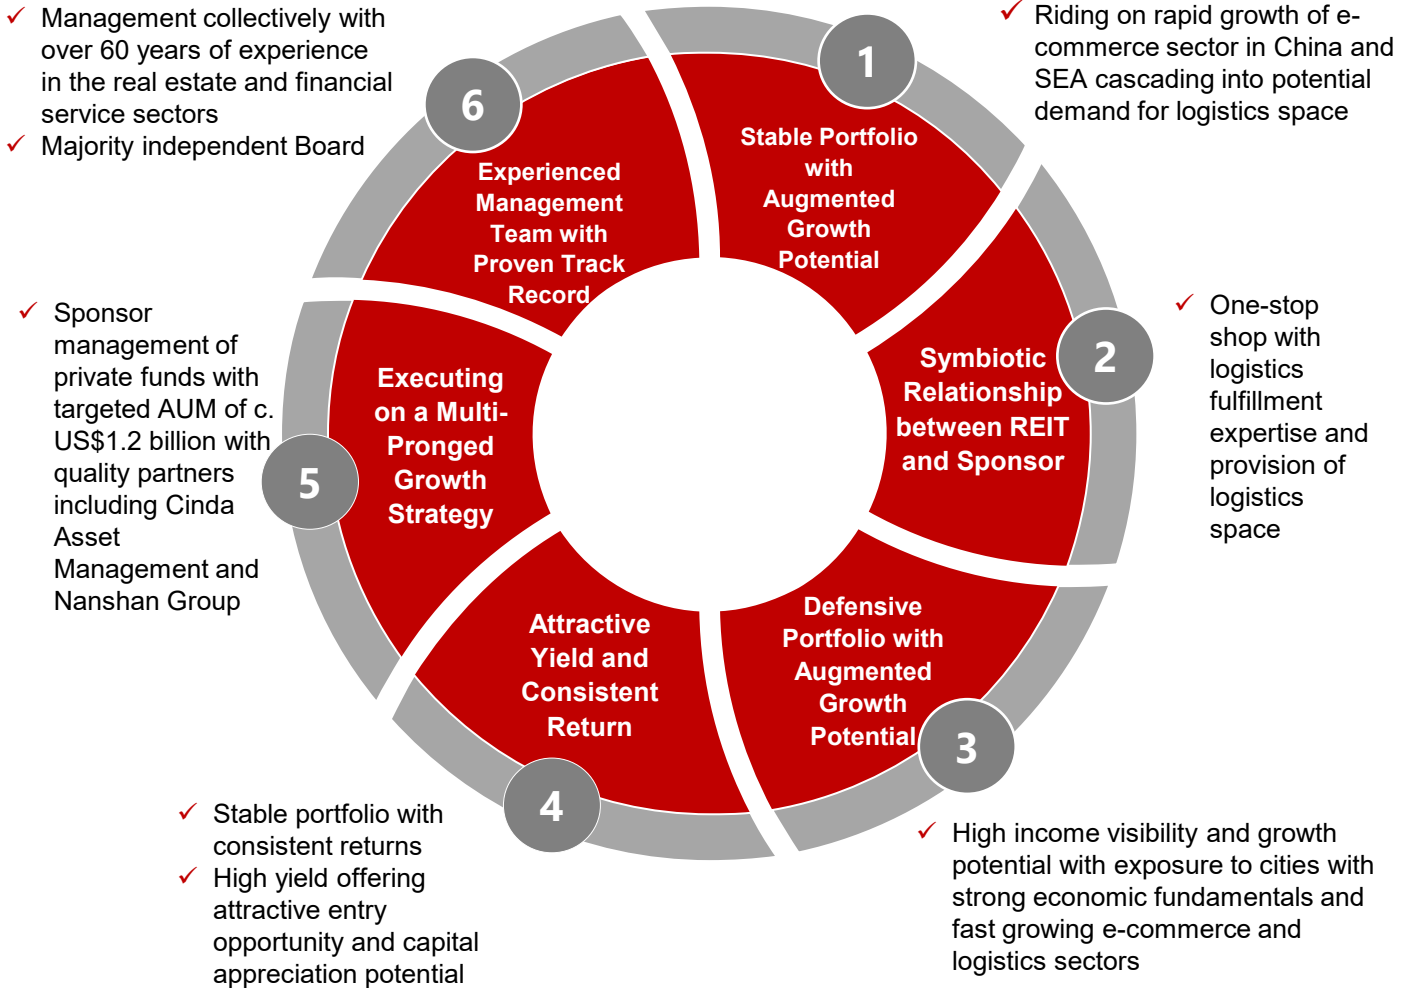 ✓ Management collectively with
over 60 years of experience
in the real estate and financial
service sectors
✓ Majority independent Board
6
Experienced
Management
Team with
Proven Track
Record
1
Stable Portfolio
with
Augmented
Growth
Potential
✓ Riding on rapid growth of e-
commerce sector in China and
SEA cascading into potential
demand for logistics space
2
Symbiotic
Relationship
between REIT
and Sponsor
✓ One-stop
shop with
logistics
fulfillment
expertise and
provision of
logistics
space
✓ Sponsor
management of
private funds with
targeted AUM of c.
US$1.2 billion with
quality partners
including Cinda
Asset
Management and
Nanshan Group
5
Executing
on a Multi-
Pronged
Growth
Strategy
Attractive
Yield and
Consistent
Return
4
✓ Stable portfolio with
consistent returns
✓ High yield offering
attractive entry
opportunity and capital
appreciation potential
Defensive
Portfolio with
Augmented
Growth
Potential
3
✓ High income visibility and growth
potential with exposure to cities with
strong economic fundamentals and
fast growing e-commerce and
logistics sectors